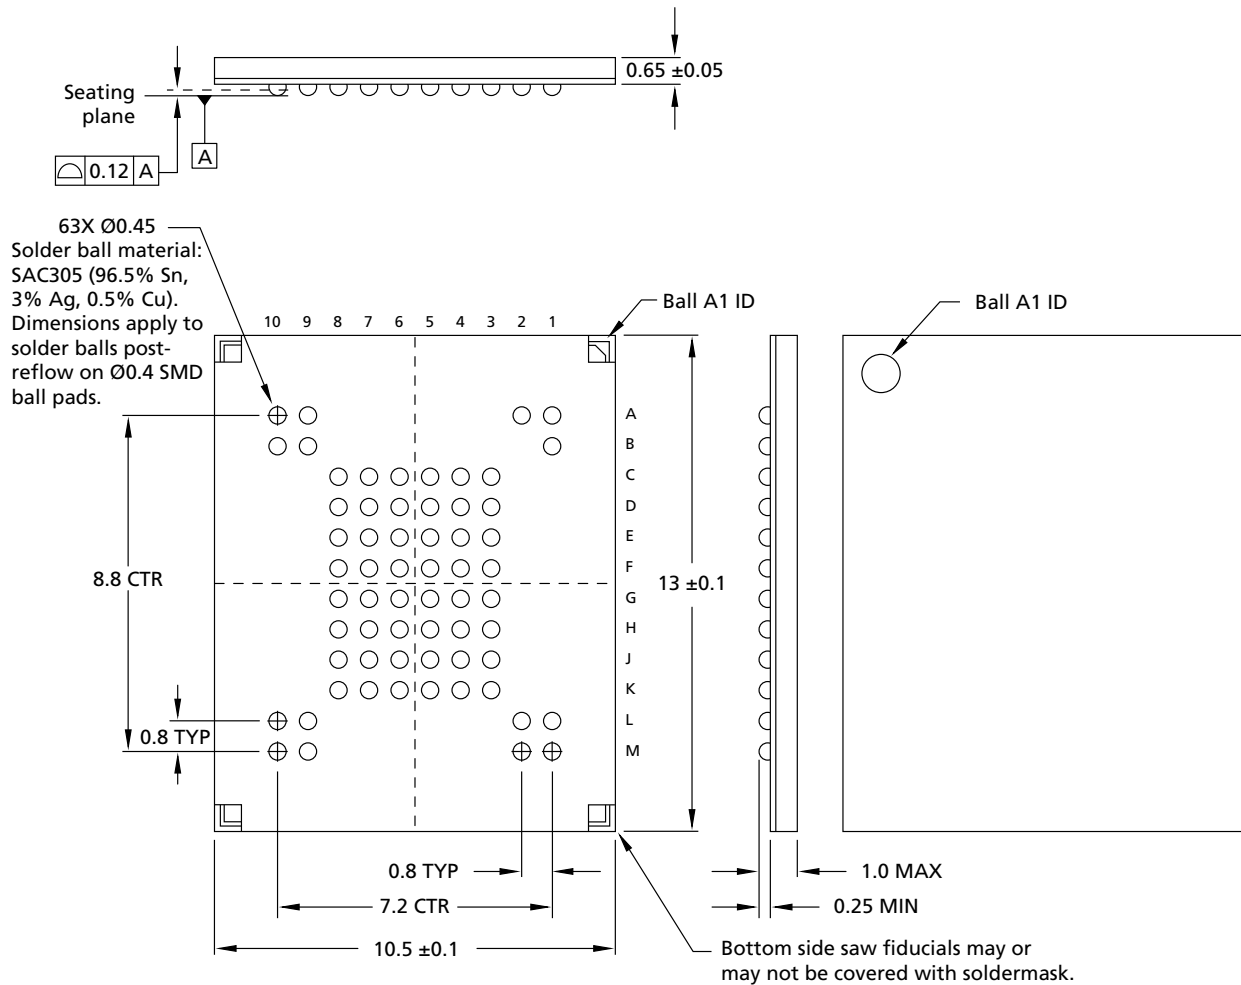 0.65 ±0.05
Seating
plane
A
0.12 A
63X Ø0.45
Solder ball material:
SAC305 (96.5% Sn,
3% Ag, 0.5% Cu).
Dimensions apply to
solder balls post-
reflow on Ø0.4 SMD
ball pads.
Ball A1 ID
Ball A1 ID
10 9 8 7 6 5 4 3 2 1
A
B
C
D
E
F
G
H
J
K
L
M
8.8 CTR
13 ±0.1
0.8 TYP
0.8 TYP
1.0 MAX
7.2 CTR
0.25 MIN
10.5 ±0.1
Bottom side saw fiducials may or
may not be covered with soldermask.